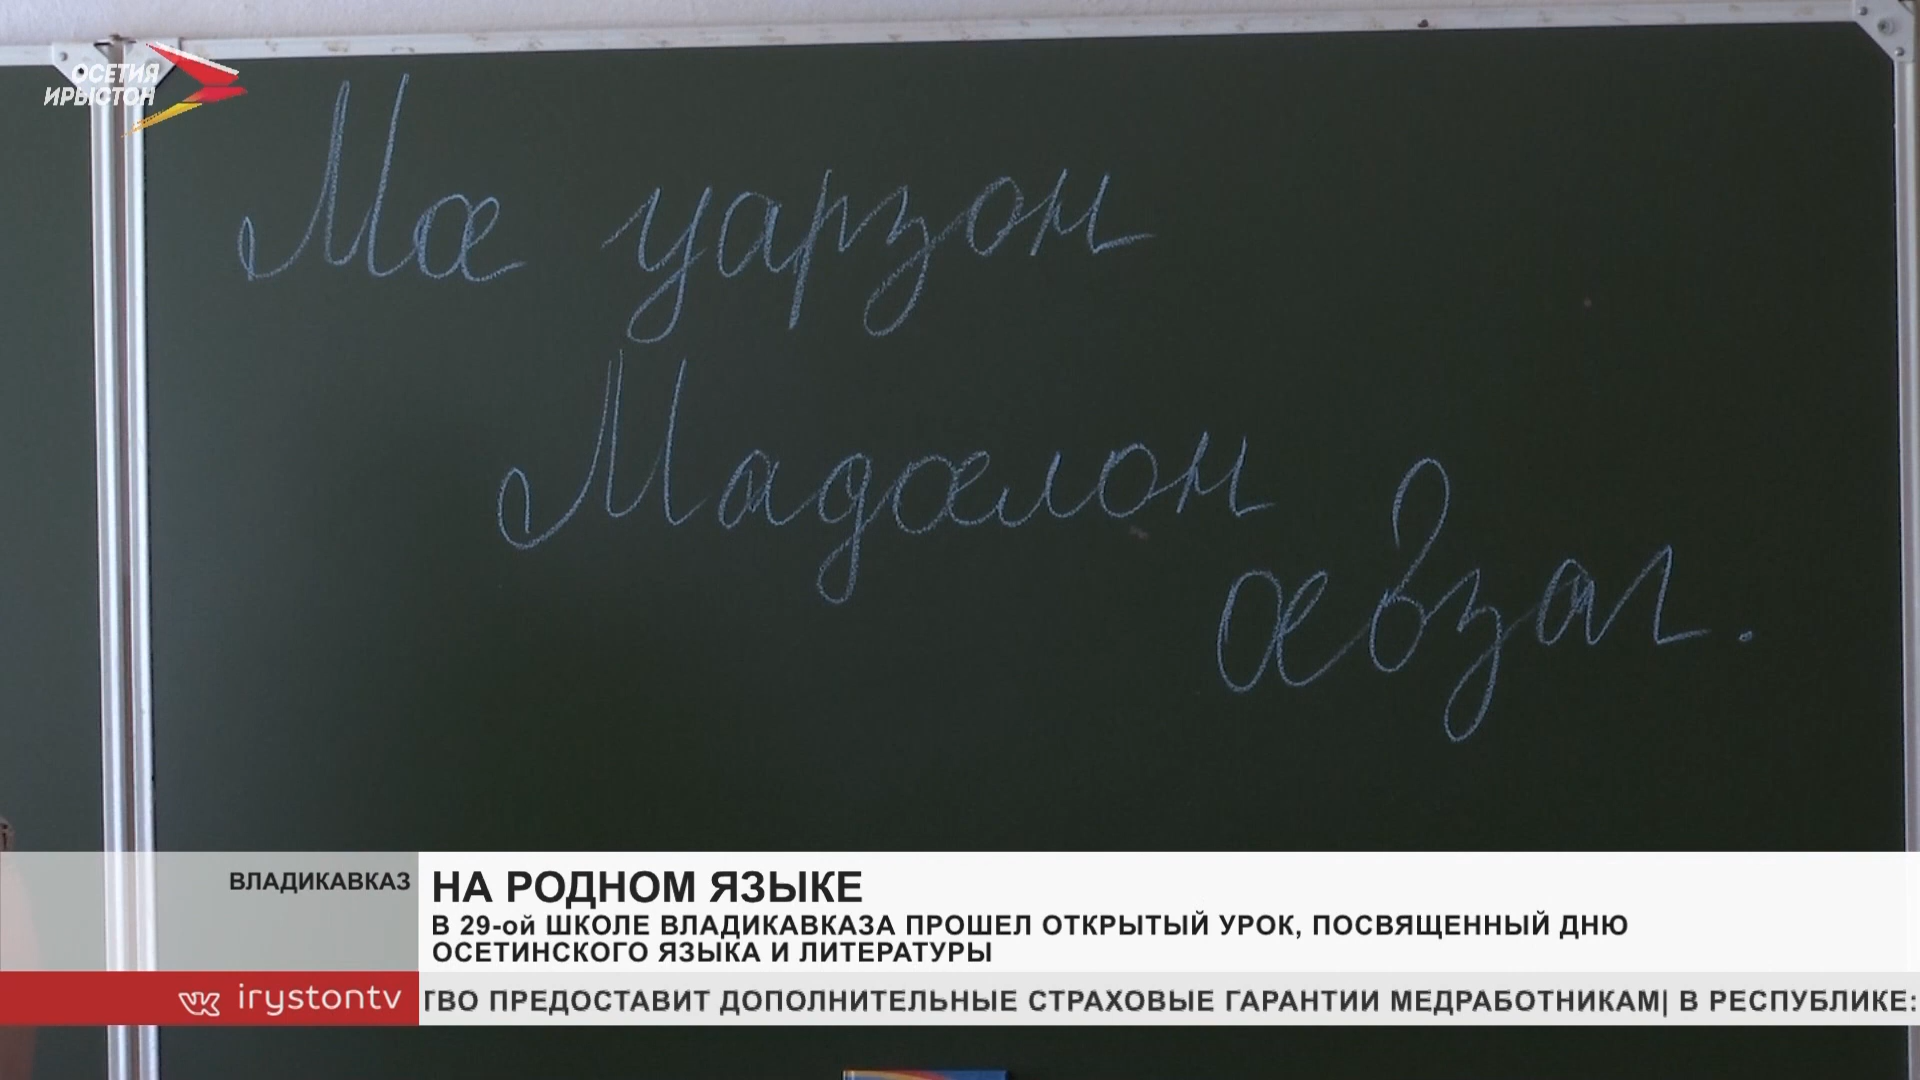 ОСЕТИЯ
ИРЫСТОН
Мæ уарзон
Мадæлон
æвзаг.
ВЛАДИКАВКАЗ
НА РОДНОМ ЯЗЫКЕ
В 29-ой ШКОЛЕ ВЛАДИКАВКАЗА ПРОШЕЛ ОТКРЫТЫЙ УРОК, ПОСВЯЩЕННЫЙ ДНЮ
ОСЕТИНСКОГО ЯЗЫКА И ЛИТЕРАТУРЫ
irystontv
ТВО ПРЕДОСТАВИТ ДОПОЛНИТЕЛЬНЫЕ СТРАХОВЫЕ ГАРАНТИИ МЕДРАБОТНИКАМ| В РЕСПУБЛИКЕ: